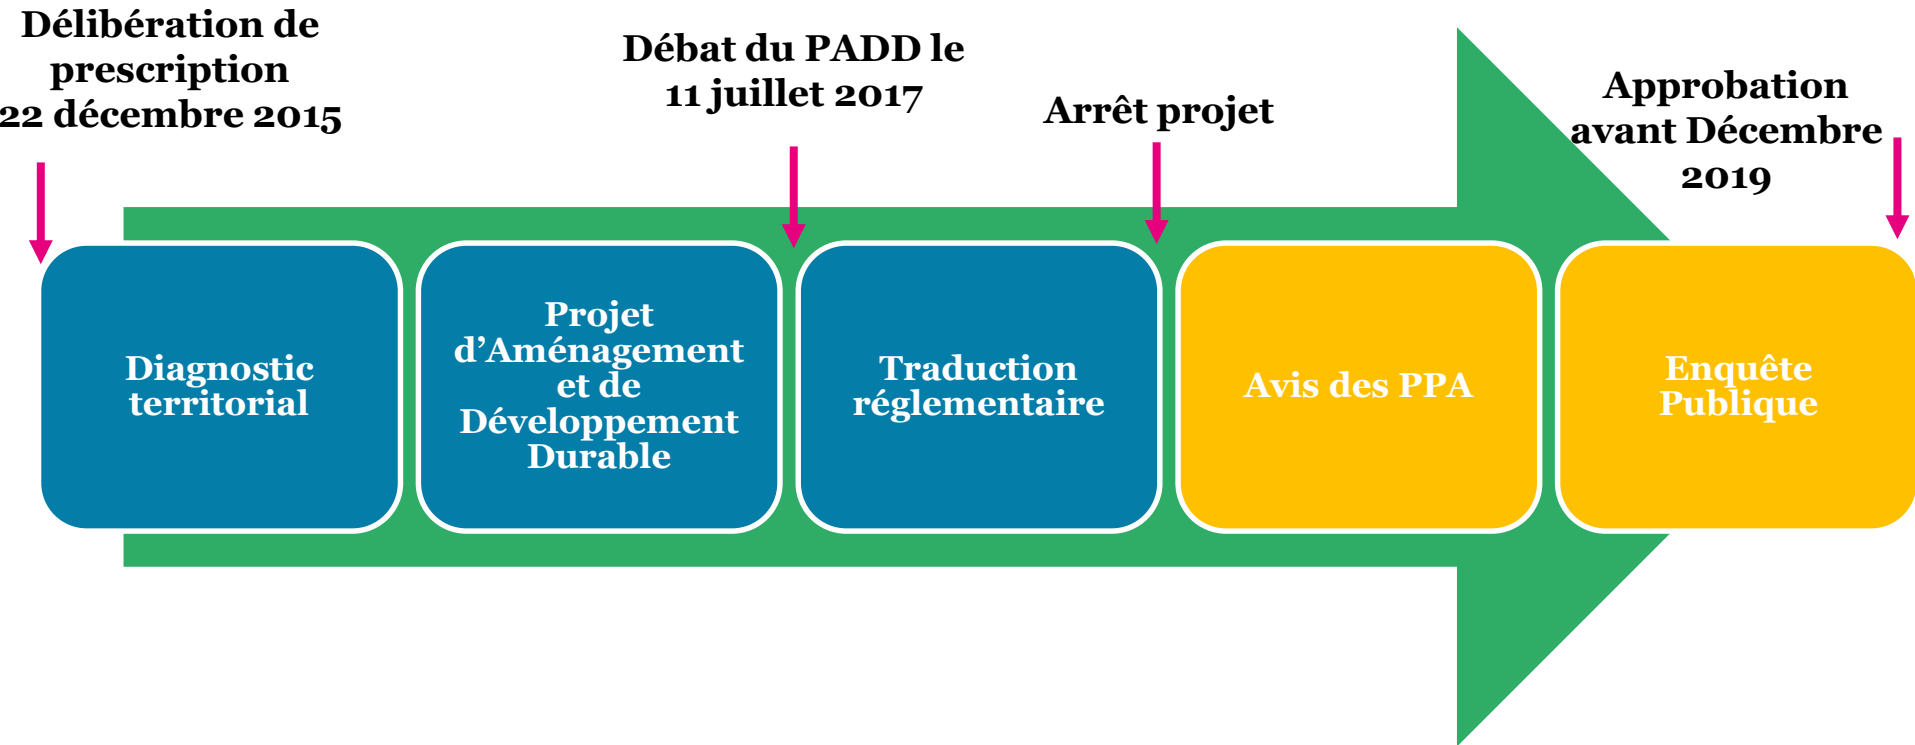 Délibération de
prescription
22 décembre 2015
Débat du PADD le
11 juillet 2017
Arrêt projet
Approbation
avant Décembre
2019
Diagnostic
territorial
Projet
d’Aménagement
et de
Développement
Durable
Traduction
réglementaire
Avis des PPA
Enquête
Publique